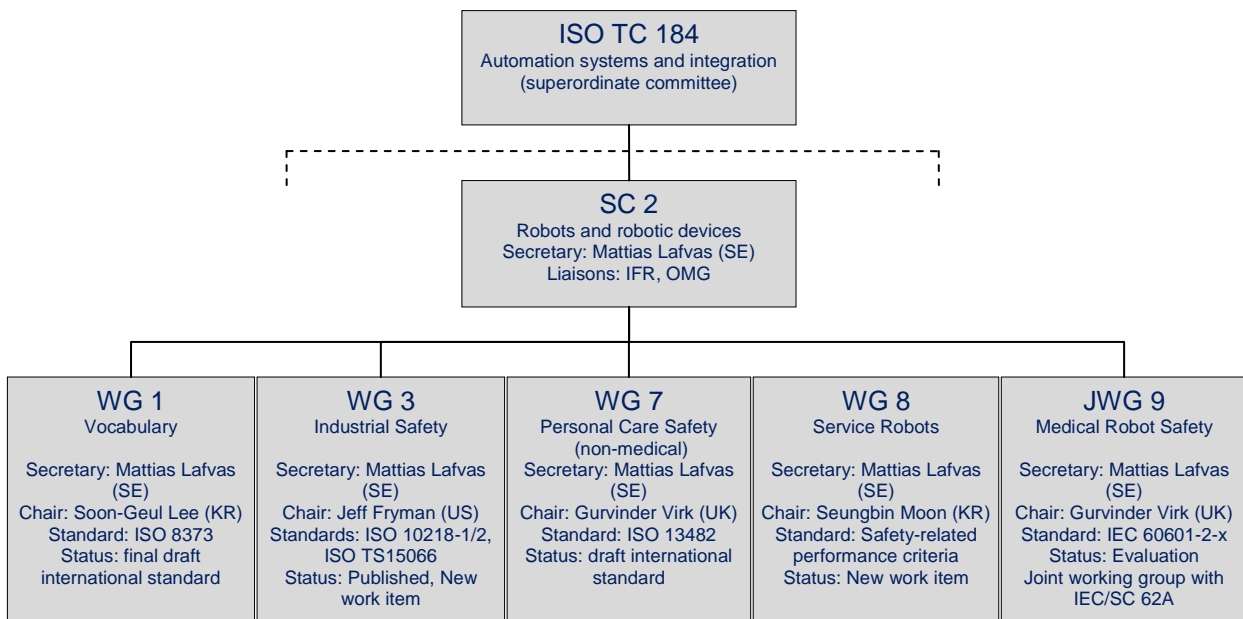 ISO TC 184
Automation systems and integration
(superordinate committee)
SC 2
Robots and robotic devices
Secretary: Mattias Lafvas (SE)
Liaisons: IFR, OMG
WG 1
Vocabulary
Secretary: Mattias Lafvas
(SE)
Chair: Soon-Geul Lee (KR)
Standard: ISO 8373
Status: final draft
international standard
WG 3
Industrial Safety
Secretary: Mattias Lafvas
(SE)
Chair: Jeff Fryman (US)
Standards: ISO 10218-1/2,
ISO TS15066
Status: Published, New
work item
WG 7
Personal Care Safety
(non-medical)
Secretary: Mattias Lafvas
(SE)
Chair: Gurvinder Virk (UK)
Standard: ISO 13482
Status: draft international
standard
WG 8
Service Robots
Secretary: Mattias Lafvas
(SE)
Chair: Seungbin Moon (KR)
Standard: Safety-related
performance criteria
Status: New work item
JWG 9
Medical Robot Safety
Secretary: Mattias Lafvas
(SE)
Chair: Gurvinder Virk (UK)
Standard: IEC 60601-2-x
Status: Evaluation
Joint working group with
IEC/SC 62A